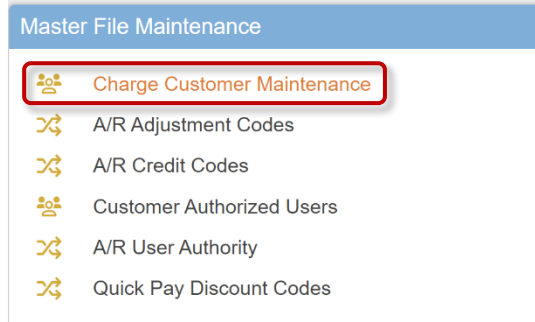 Master File Maintenance
Charge Customer Maintenance
A/R Adjustment Codes
A/R Credit Codes
Customer Authorized Users
A/R User Authority
Quick Pay Discount Codes